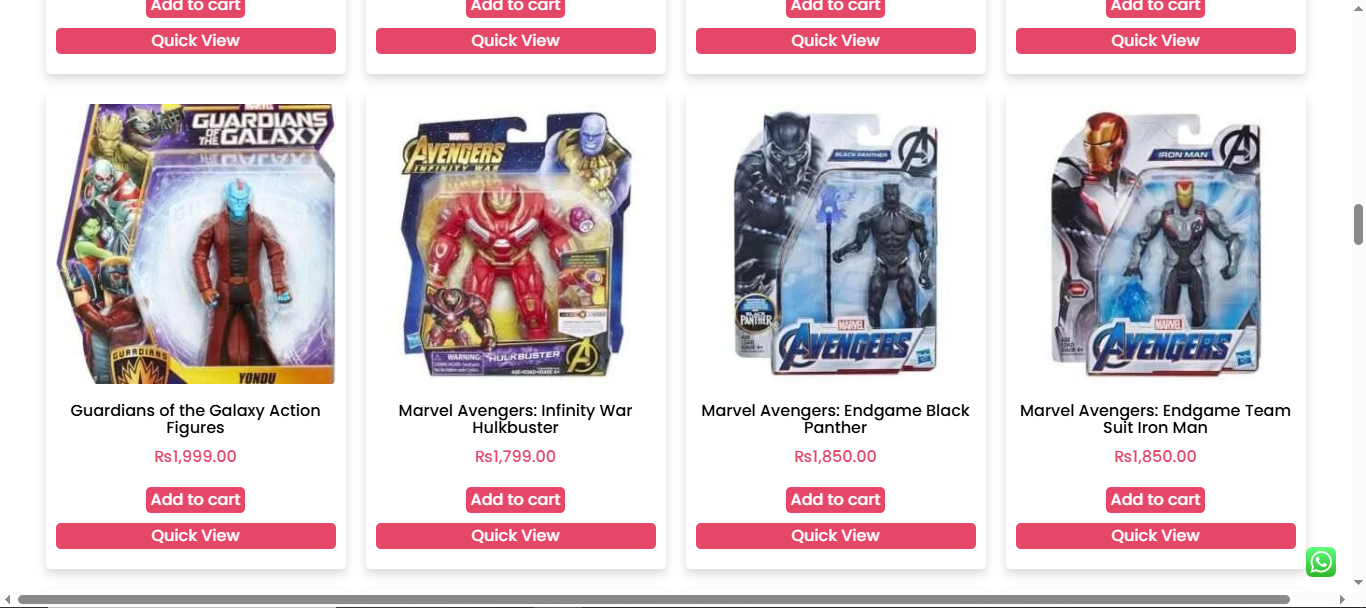 Add to cart
Add to cart
Add to cart
Add to cart
Quick View
Quick View
Quick View
Quick View
MARVEL
GUARDIANS
OF THE
GALAXY
GUARDIANS
YONDU
MARVEL
AVENGERS
INFINITY WAR
WARNING:
HULKBUSTER
BLACK PANTHER
BLACK
PANTHER
MARVEL
AVENGERS
IRON MAN
MARVEL
AVENGERS
Guardians of the Galaxy Action
Figures
₨1,999.00
Add to cart
Quick View
Marvel Avengers: Infinity War
Hulkbuster
₨1,799.00
Add to cart
Quick View
Marvel Avengers: Endgame Black
Panther
₨1,850.00
Add to cart
Quick View
Marvel Avengers: Endgame Team
Suit Iron Man
₨1,850.00
Add to cart
Quick View